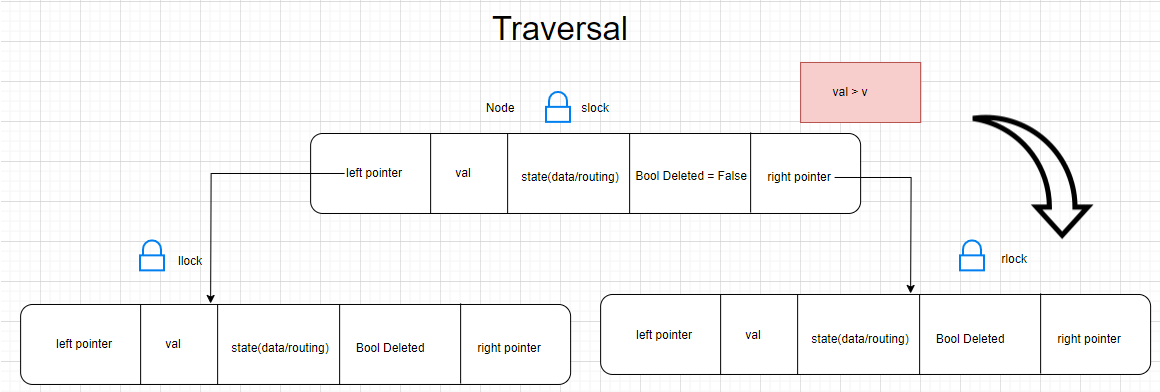 Traversal
val > v
Node
slock
left pointer
val
state(data/routing)
Bool Deleted = False
right pointer
llock
rlock
left pointer
val
state(data/routing)
Bool Deleted
right pointer
left pointer
val
state(data/routing)
Bool Deleted
right pointer